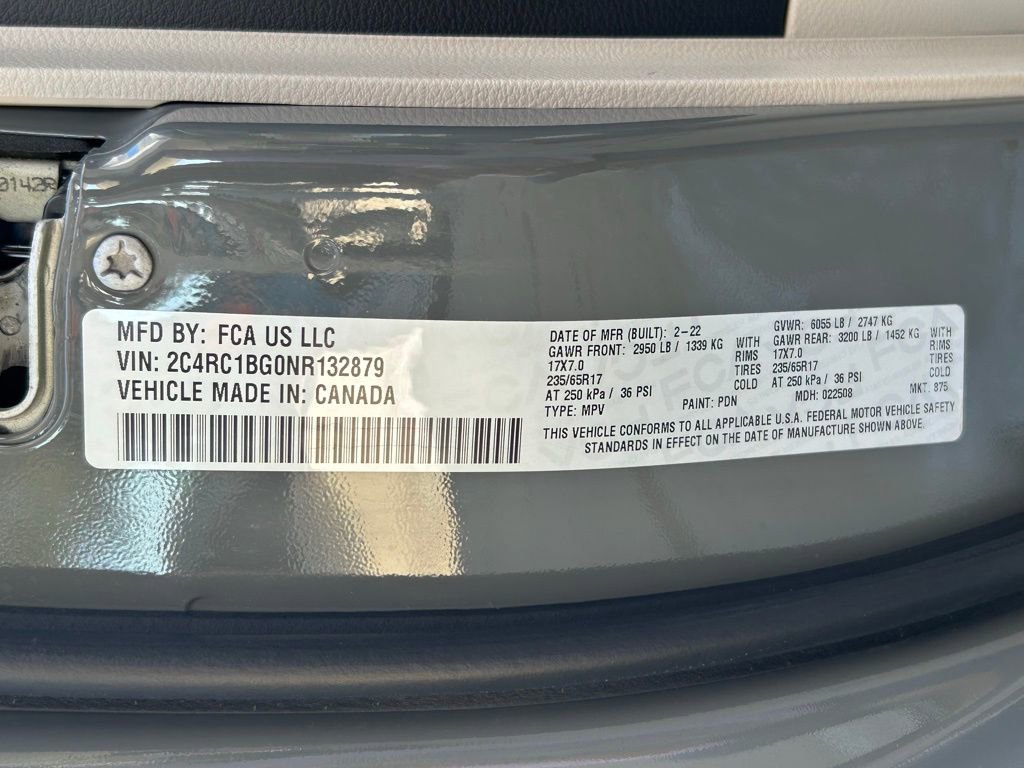 0142R
MFD BY: FCA US LLC
VIN: 2C4RC1BG0NR132879
VEHICLE MADE IN: CANADA
DATE OF MFR (BUILT): 2-22
GAWR FRONT: 2950 LB / 1339 KG WITH
17X7.0 RIMS
235/65R17 TIRES
AT 250 kPa / 36 PSI COLD
TYPE: MPV PAINT: PDN
GVWR: 6055 LB / 2747 KG
GAWR REAR: 3200 LB / 1452 KG WITH
17X7.0 RIMS
235/65R17 TIRES
AT 250 kPa / 36 PSI COLD
MDH: 022508 MKT: 875
THIS VEHICLE CONFORMS TO ALL APPLICABLE U.S.A. FEDERAL MOTOR VEHICLE SAFETY
STANDARDS IN EFFECT ON THE DATE OF MANUFACTURE SHOWN ABOVE.